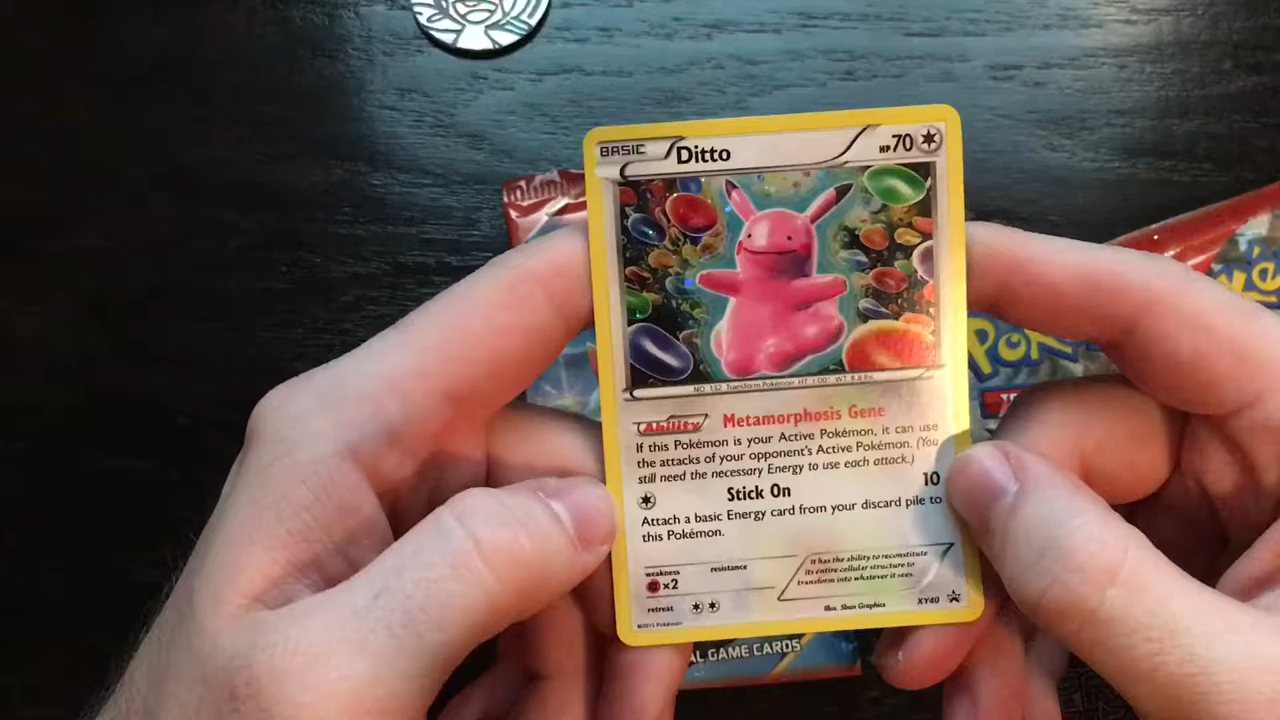 BASIC Ditto HP70
NO. 132 Transform Pokémon HT 1'00" WT 8.8 lbs.
Ability Metamorphosis Gene
If this Pokémon is your Active Pokémon, it can use
the attacks of your opponent's Active Pokémon. (You
still need the necessary Energy to use each attack.)
Stick On 10
Attach a basic Energy card from your discard pile to
this Pokémon.
weakness resistance
×2
It has the ability to reconstitute
its entire cellular structure to
transform into whatever it sees.
retreat
Illus. Sban Graphics XY40
©2015 Pokémon
AL GAME CARDS
Poké